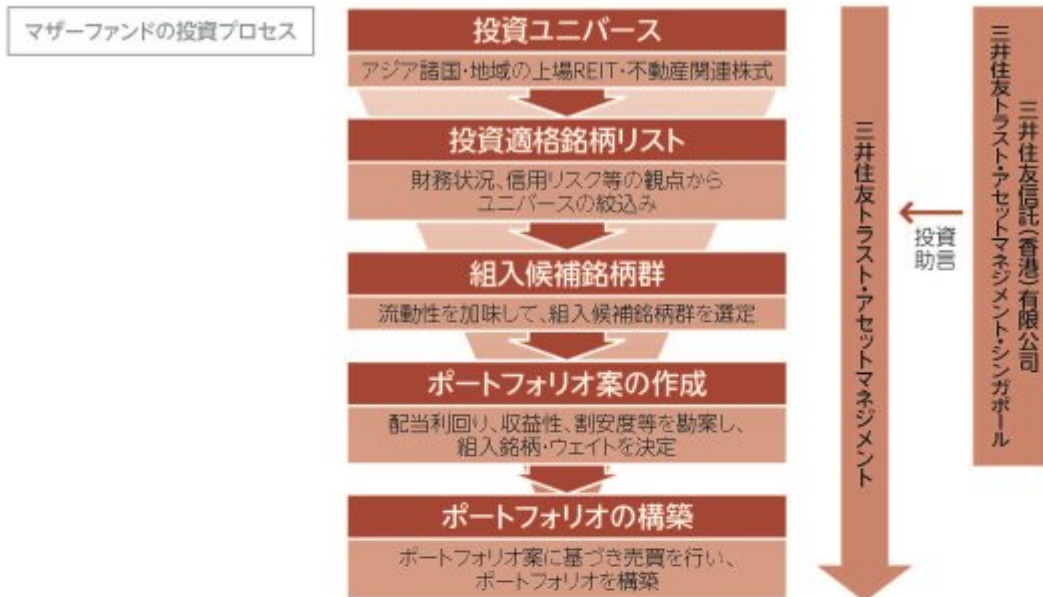 マザーファンドの投資プロセス
投資ユニバース
アジア諸国・地域の上場REIT・不動産関連株式
投資適格銘柄リスト
財務状況、信用リスク等の観点から
ユニバースの絞込み
組入候補銘柄群
流動性を加味して、組入候補銘柄群を選定
ポートフォリオ案の作成
配当利回り、収益性、割安度等を勘案し、
組入銘柄・ウェイトを決定
ポートフォリオの構築
ポートフォリオ案に基づき売買を行い、
ポートフォリオを構築
三井住友トラスト・アセットマネジメント
投資
助言
三井住友信託(香港)有限公司
三井住友トラスト・アセットマネジメント・シンガポール